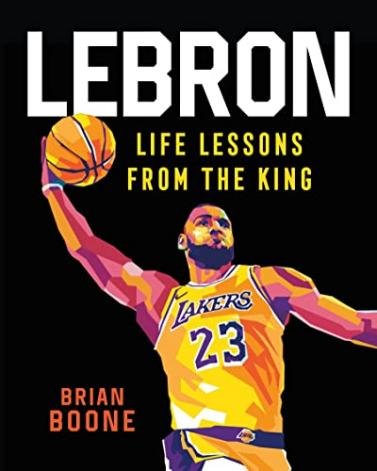 LEBRON
LIFE LESSONS
FROM THE KING
LAKERS
23
BRIAN
BOONE